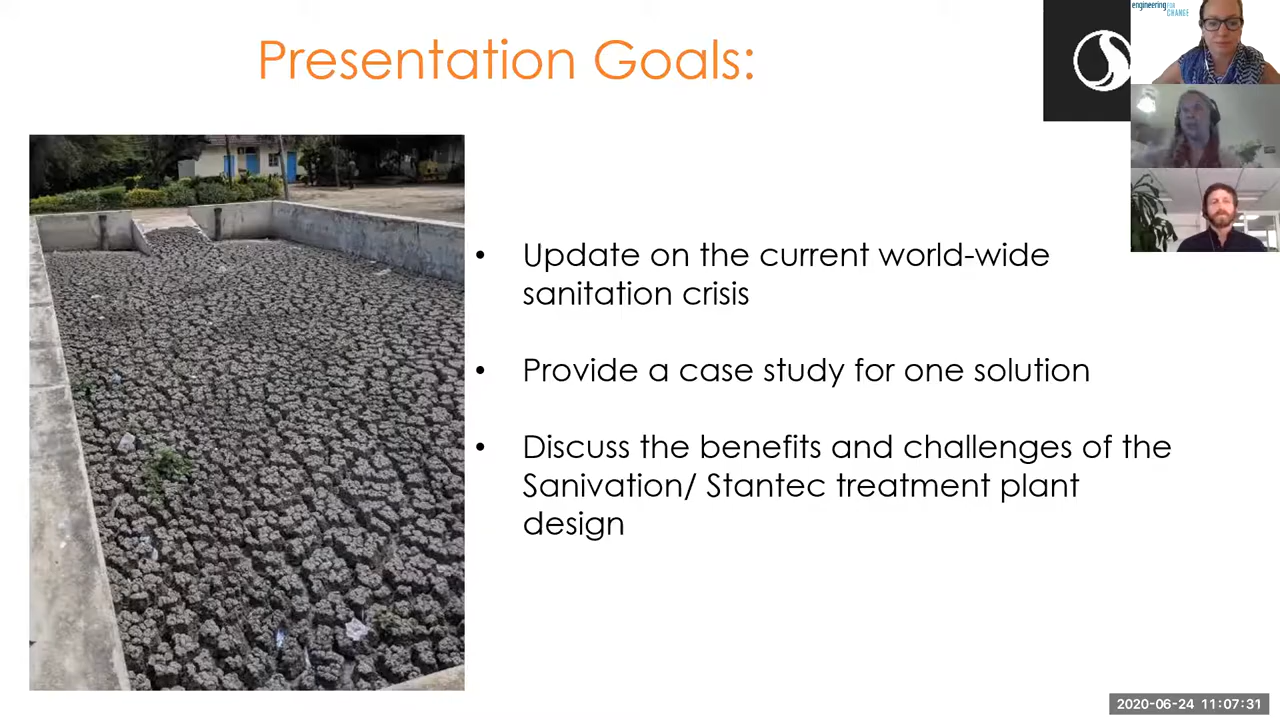 Presentation Goals:
engineering FOR
CHANGE
• Update on the current world-wide
sanitation crisis
• Provide a case study for one solution
• Discuss the benefits and challenges of the
Sanivation/ Stantec treatment plant
design
2020-06-24 11:07:31